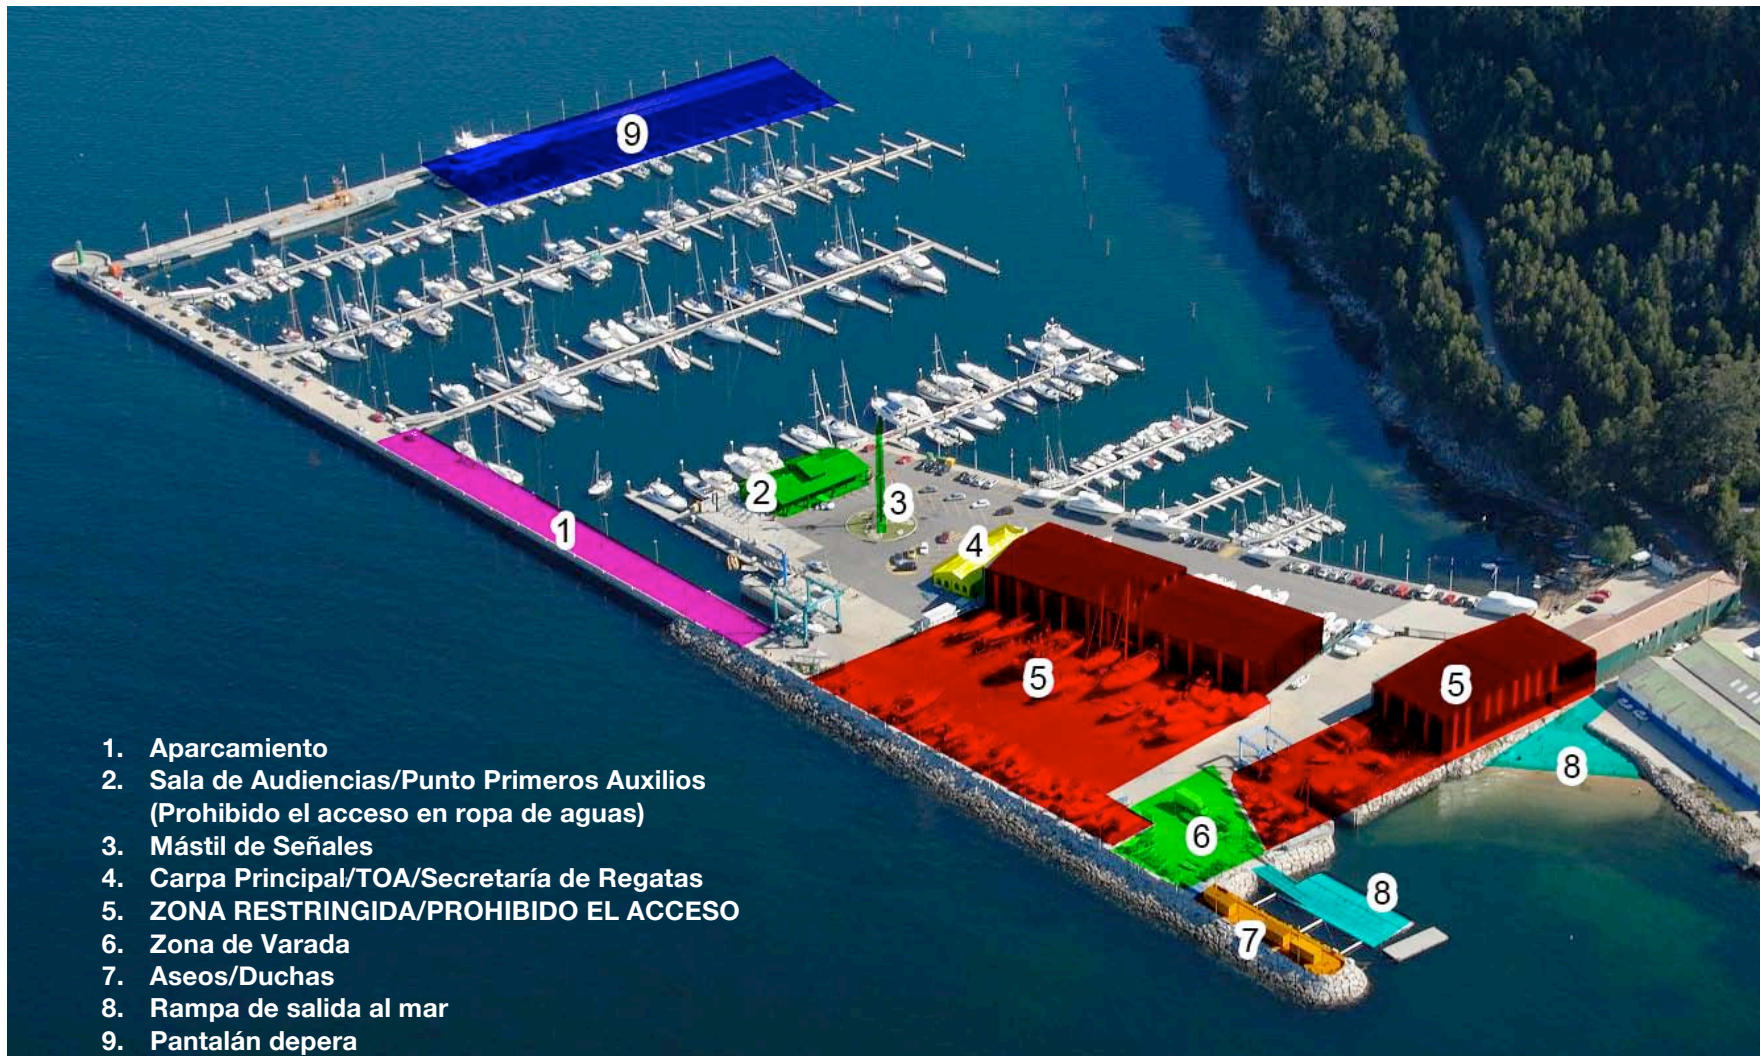 9
2
3
1
4
5
5
8
6
8
7
1. Aparcamiento
2. Sala de Audiencias/Punto Primeros Auxilios
(Prohibido el acceso en ropa de aguas)
3. Mástil de Señales
4. Carpa Principal/TOA/Secretaría de Regatas
5. ZONA RESTRINGIDA/PROHIBIDO EL ACCESO
6. Zona de Varada
7. Aseos/Duchas
8. Rampa de salida al mar
9. Pantalán depera